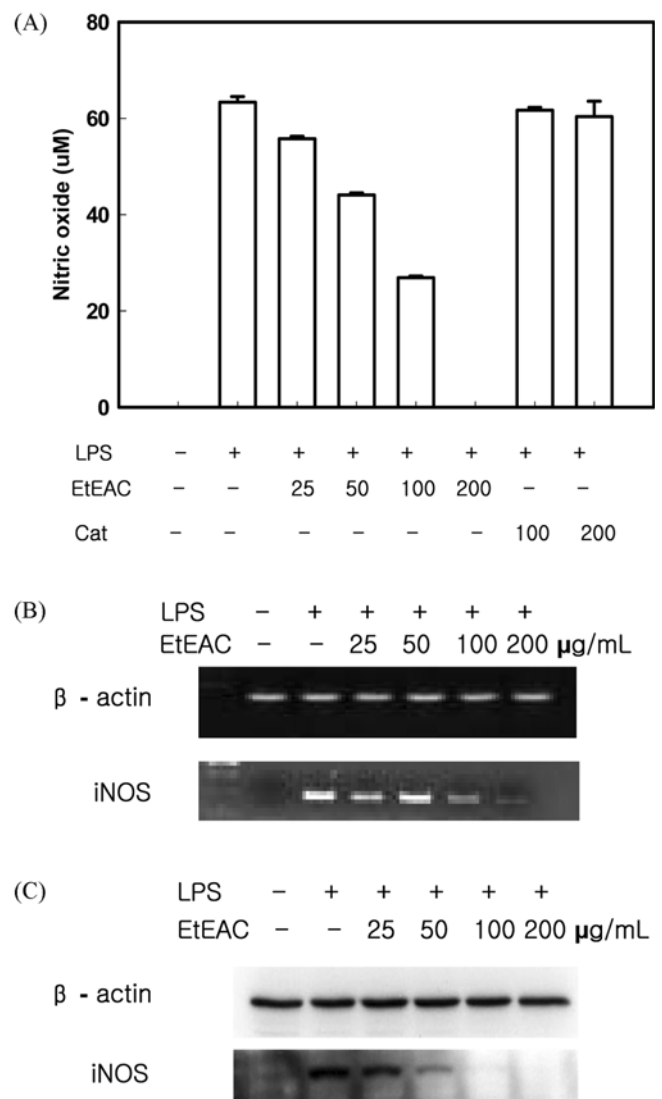 (A)
80
60
40
20
0
Nitric oxide (uM)
LPS – + + + + + + +
EtEAC – – 25 50 100 200 – –
Cat – – – – – – 100 200
(B)
LPS – + + + + +
EtEAC – – 25 50 100 200 μg/mL
β - actin
iNOS
(C)
LPS – + + + + +
EtEAC – – 25 50 100 200 μg/mL
β - actin
iNOS